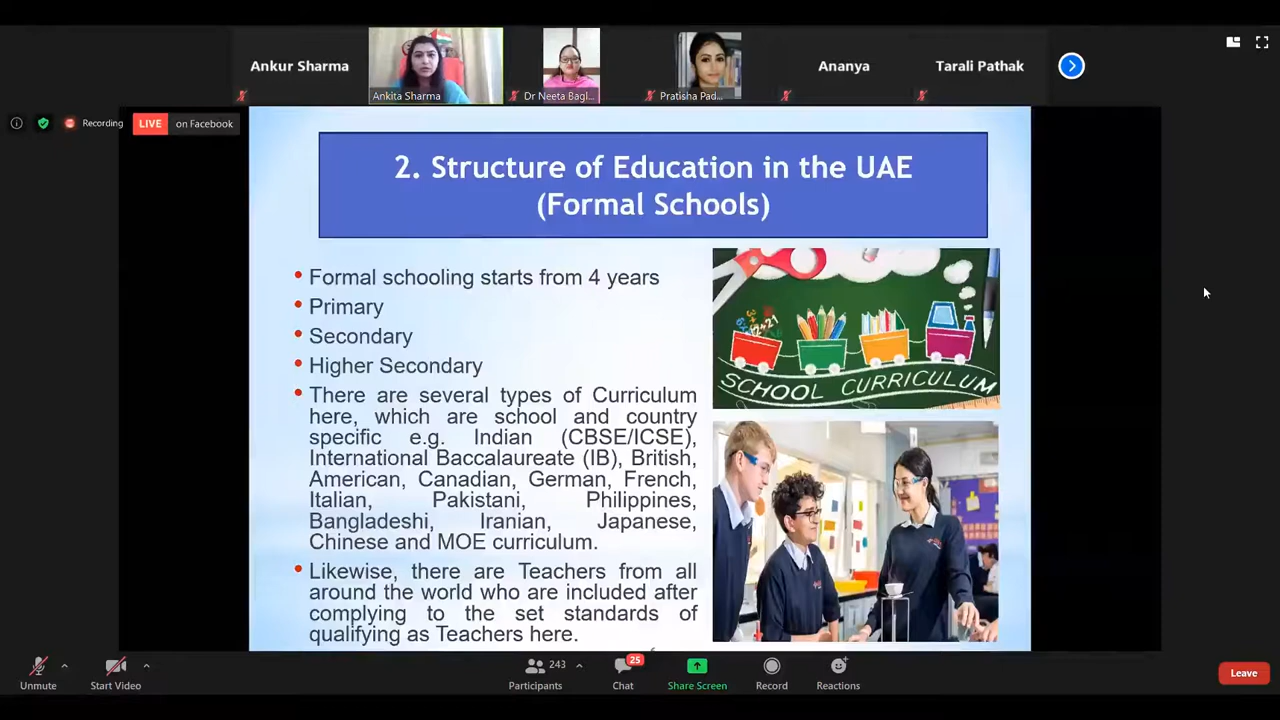 Ankur Sharma
Ankita Sharma
Dr Neeta Bagl...
Pratisha Pad...
Ananya
Tarali Pathak
Recording
LIVE on Facebook
2. Structure of Education in the UAE
(Formal Schools)
• Formal schooling starts from 4 years
• Primary
• Secondary
• Higher Secondary
• There are several types of Curriculum
here, which are school and country
specific e.g. Indian (CBSE/ICSE),
International Baccalaureate (IB), British,
American, Canadian, German, French,
Italian, Pakistani, Philippines,
Bangladeshi, Iranian, Japanese,
Chinese and MOE curriculum.
• Likewise, there are Teachers from all
around the world who are included after
complying to the set standards of
qualifying as Teachers here.
SCHOOL CURRICULUM
Unmute
Start Video
243
Participants
25
Chat
Share Screen
Record
Reactions
Leave